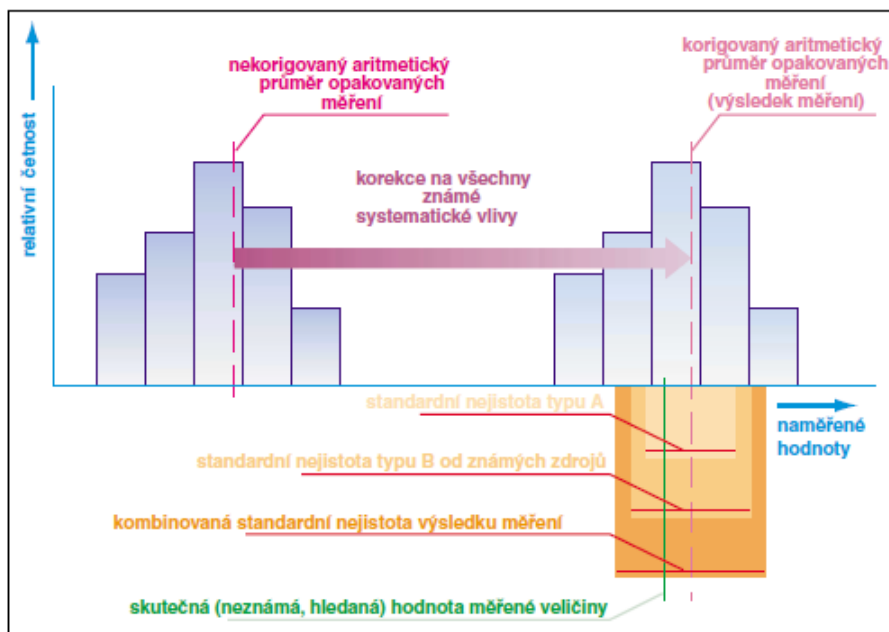 nekorigovaný aritmetický
průměr opakovaných
měření
korigovaný aritmetický
průměr opakovaných
měření
(výsledek měření)
relativní četnost
korekce na všechny
známé
systematické vlivy
standardní nejistota typu A
naměřené
hodnoty
standardní nejistota typu B od známých zdrojů
kombinovaná standardní nejistota výsledku měření
skutečná (neznámá, hledaná) hodnota měřené veličiny